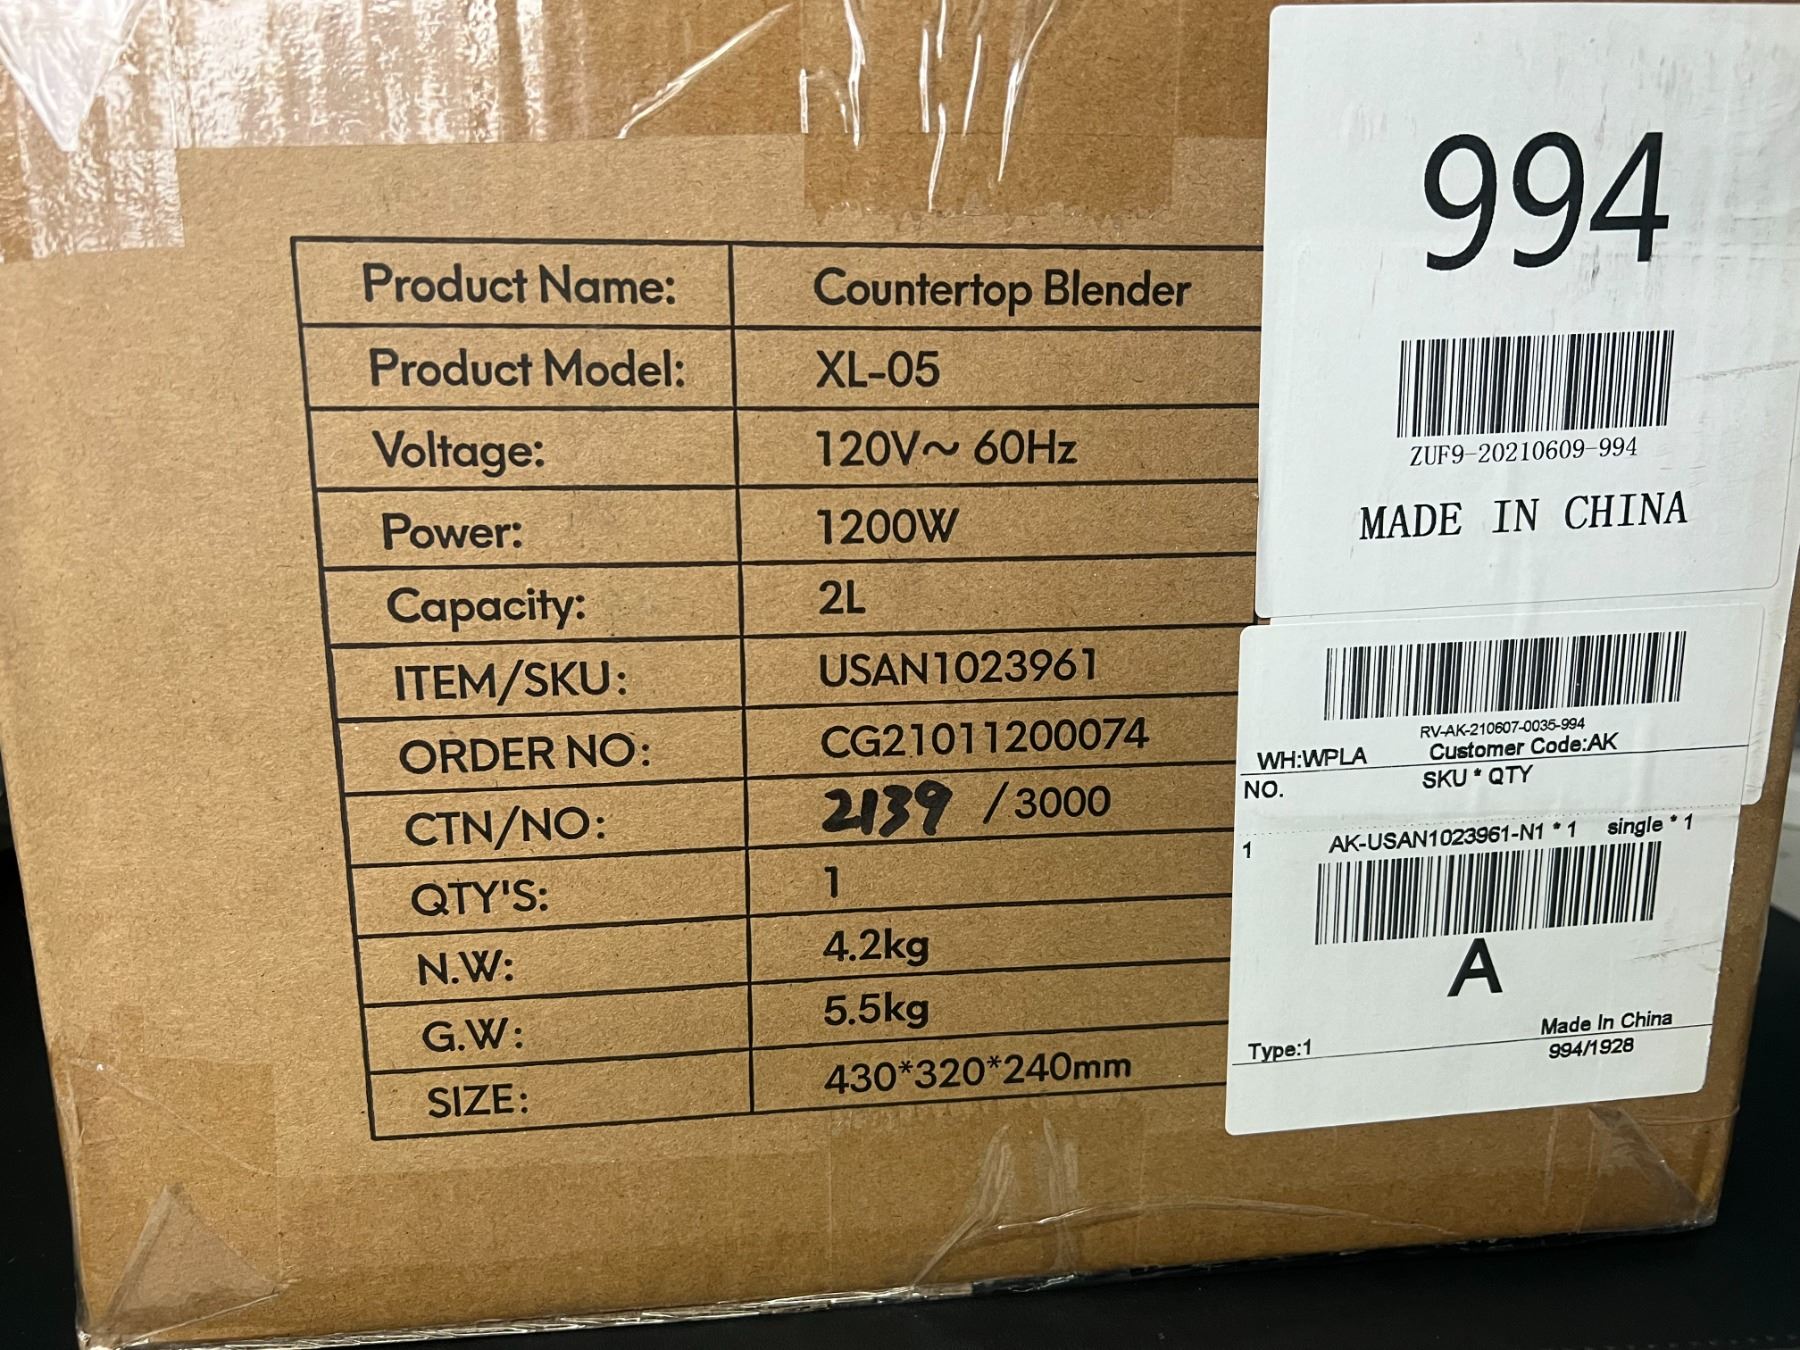 Product Name: Countertop Blender
Product Model: XL-05
Voltage: 120V~ 60Hz
Power: 1200W
Capacity: 2L
ITEM/SKU: USAN1023961
ORDER NO: CG21011200074
CTN/NO: 2139 /3000
QTY'S: 1
N.W: 4.2kg
G.W: 5.5kg
SIZE: 430*320*240mm
994
ZUF9-20210609-994
MADE IN CHINA
RV-AK-210607-0035-994
WH:WPLA Customer Code:AK
NO. SKU * QTY
1 AK-USAN1023961-N1 * 1 single * 1
A
Made In China
Type:1 994/1928